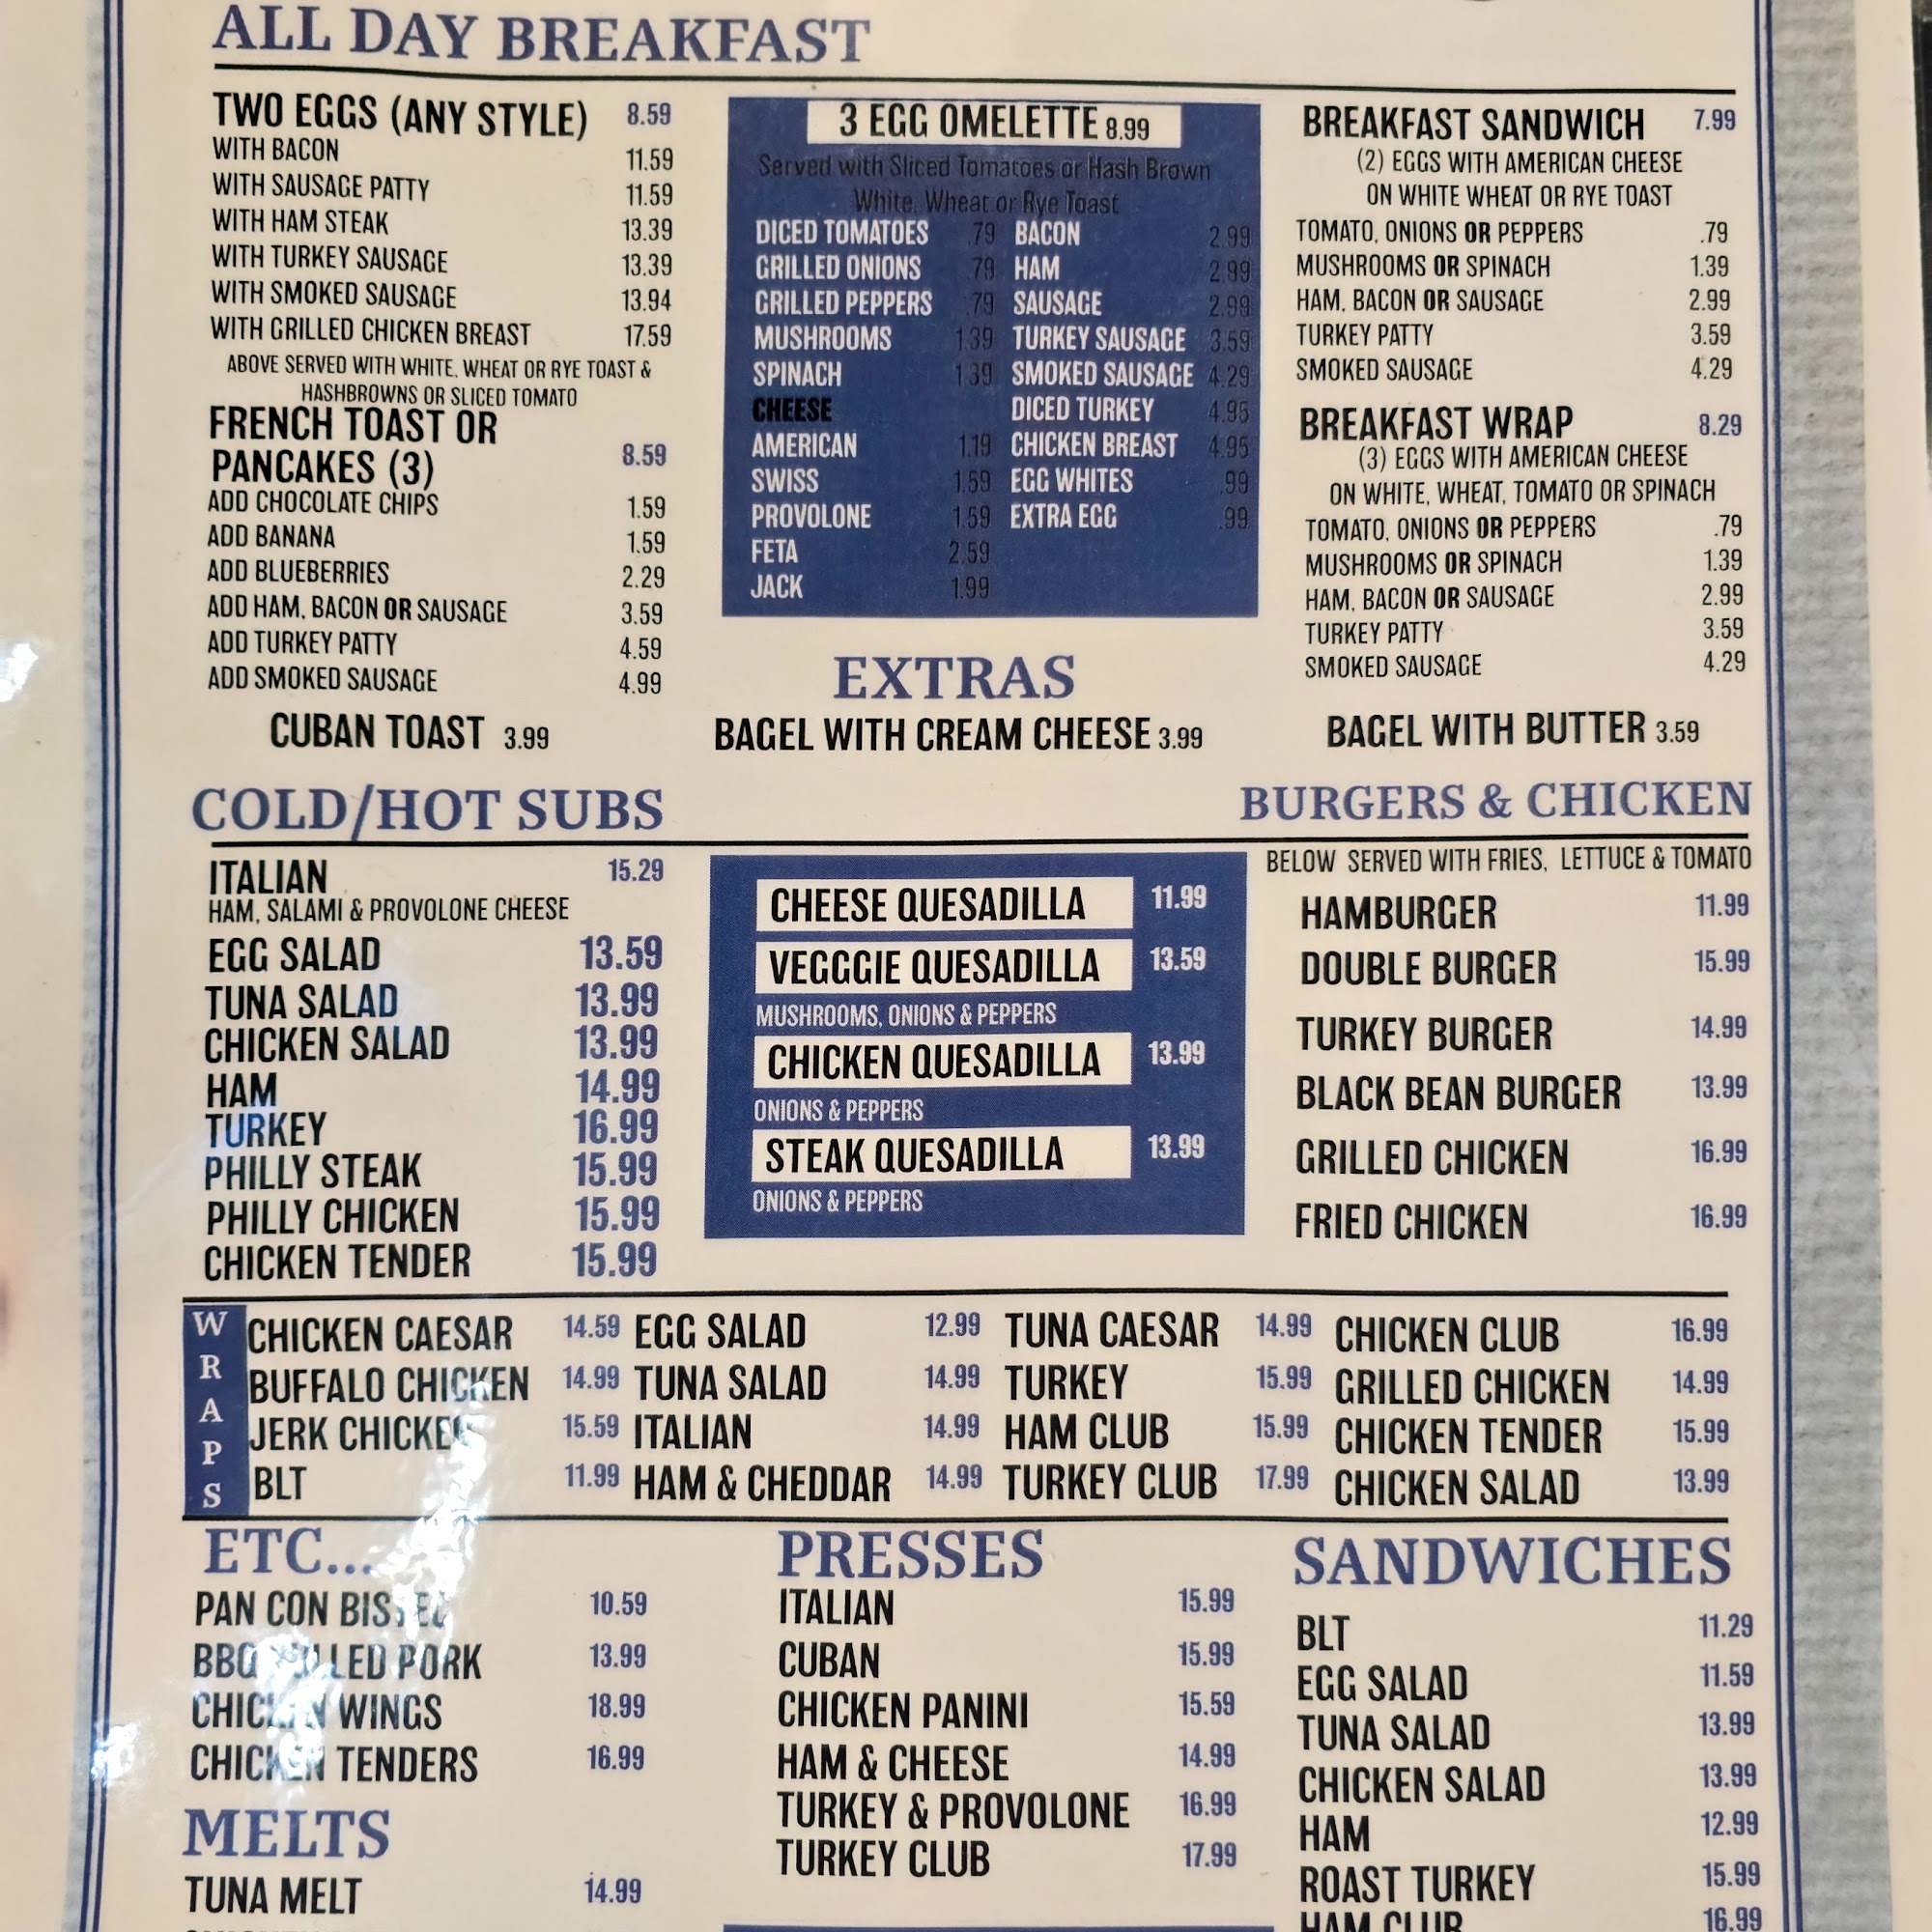 ALL DAY BREAKFAST
TWO EGGS (ANY STYLE) 8.59
WITH BACON 11.59
WITH SAUSAGE PATTY 11.59
WITH HAM STEAK 13.39
WITH TURKEY SAUSAGE 13.39
WITH SMOKED SAUSAGE 13.94
WITH GRILLED CHICKEN BREAST 17.59
ABOVE SERVED WITH WHITE, WHEAT OR RYE TOAST &
HASHBROWNS OR SLICED TOMATO
FRENCH TOAST OR
PANCAKES (3) 8.59
ADD CHOCOLATE CHIPS 1.59
ADD BANANA 1.59
ADD BLUEBERRIES 2.29
ADD HAM, BACON OR SAUSAGE 3.59
ADD TURKEY PATTY 4.59
ADD SMOKED SAUSAGE 4.99
3 EGG OMELETTE 8.99
Served with Sliced Tomatoes or Hash Brown
White, Wheat or Rye Toast
DICED TOMATOES .79 BACON 2.99
GRILLED ONIONS .79 HAM 2.99
GRILLED PEPPERS .79 SAUSAGE 2.99
MUSHROOMS 1.39 TURKEY SAUSAGE 3.59
SPINACH 1.39 SMOKED SAUSAGE 4.29
CHEESE DICED TURKEY 4.95
AMERICAN 1.19 CHICKEN BREAST 4.95
SWISS 1.59 EGG WHITES .99
PROVOLONE 1.59 EXTRA EGG .99
FETA 2.59
JACK 1.99
BREAKFAST SANDWICH 7.99
(2) EGGS WITH AMERICAN CHEESE
ON WHITE WHEAT OR RYE TOAST
TOMATO, ONIONS OR PEPPERS .79
MUSHROOMS OR SPINACH 1.39
HAM, BACON OR SAUSAGE 2.99
TURKEY PATTY 3.59
SMOKED SAUSAGE 4.29
BREAKFAST WRAP 8.29
(3) EGGS WITH AMERICAN CHEESE
ON WHITE, WHEAT, TOMATO OR SPINACH
TOMATO, ONIONS OR PEPPERS .79
MUSHROOMS OR SPINACH 1.39
HAM, BACON OR SAUSAGE 2.99
TURKEY PATTY 3.59
SMOKED SAUSAGE 4.29
EXTRAS
CUBAN TOAST 3.99 BAGEL WITH CREAM CHEESE 3.99 BAGEL WITH BUTTER 3.59
COLD/HOT SUBS
ITALIAN 15.29
HAM, SALAMI & PROVOLONE CHEESE
EGG SALAD 13.59
TUNA SALAD 13.99
CHICKEN SALAD 13.99
HAM 14.99
TURKEY 16.99
PHILLY STEAK 15.99
PHILLY CHICKEN 15.99
CHICKEN TENDER 15.99
CHEESE QUESADILLA 11.99
VEGGGIE QUESADILLA 13.59
MUSHROOMS, ONIONS & PEPPERS
CHICKEN QUESADILLA 13.99
ONIONS & PEPPERS
STEAK QUESADILLA 13.99
ONIONS & PEPPERS
BURGERS & CHICKEN
BELOW SERVED WITH FRIES, LETTUCE & TOMATO
HAMBURGER 11.99
DOUBLE BURGER 15.99
TURKEY BURGER 14.99
BLACK BEAN BURGER 13.99
GRILLED CHICKEN 16.99
FRIED CHICKEN 16.99
WRAPS
CHICKEN CAESAR 14.59 EGG SALAD 12.99 TUNA CAESAR 14.99 CHICKEN CLUB 16.99
BUFFALO CHICKEN 14.99 TUNA SALAD 14.99 TURKEY 15.99 GRILLED CHICKEN 14.99
JERK CHICKEN 15.59 ITALIAN 14.99 HAM CLUB 15.99 CHICKEN TENDER 15.99
BLT 11.99 HAM & CHEDDAR 14.99 TURKEY CLUB 17.99 CHICKEN SALAD 13.99
ETC...
PAN CON 10.59
BBQ PULLED PORK 13.99
CHICKEN WINGS 18.99
CHICKEN TENDERS 16.99
MELTS
TUNA MELT 14.99
PRESSES
ITALIAN 15.99
CUBAN 15.99
CHICKEN PANINI 15.59
HAM & CHEESE 14.99
TURKEY & PROVOLONE 16.99
TURKEY CLUB 17.99
SANDWICHES
BLT 11.29
EGG SALAD 11.59
TUNA SALAD 13.99
CHICKEN SALAD 13.99
HAM 12.99
ROAST TURKEY 15.99
HAM CLUB 16.99